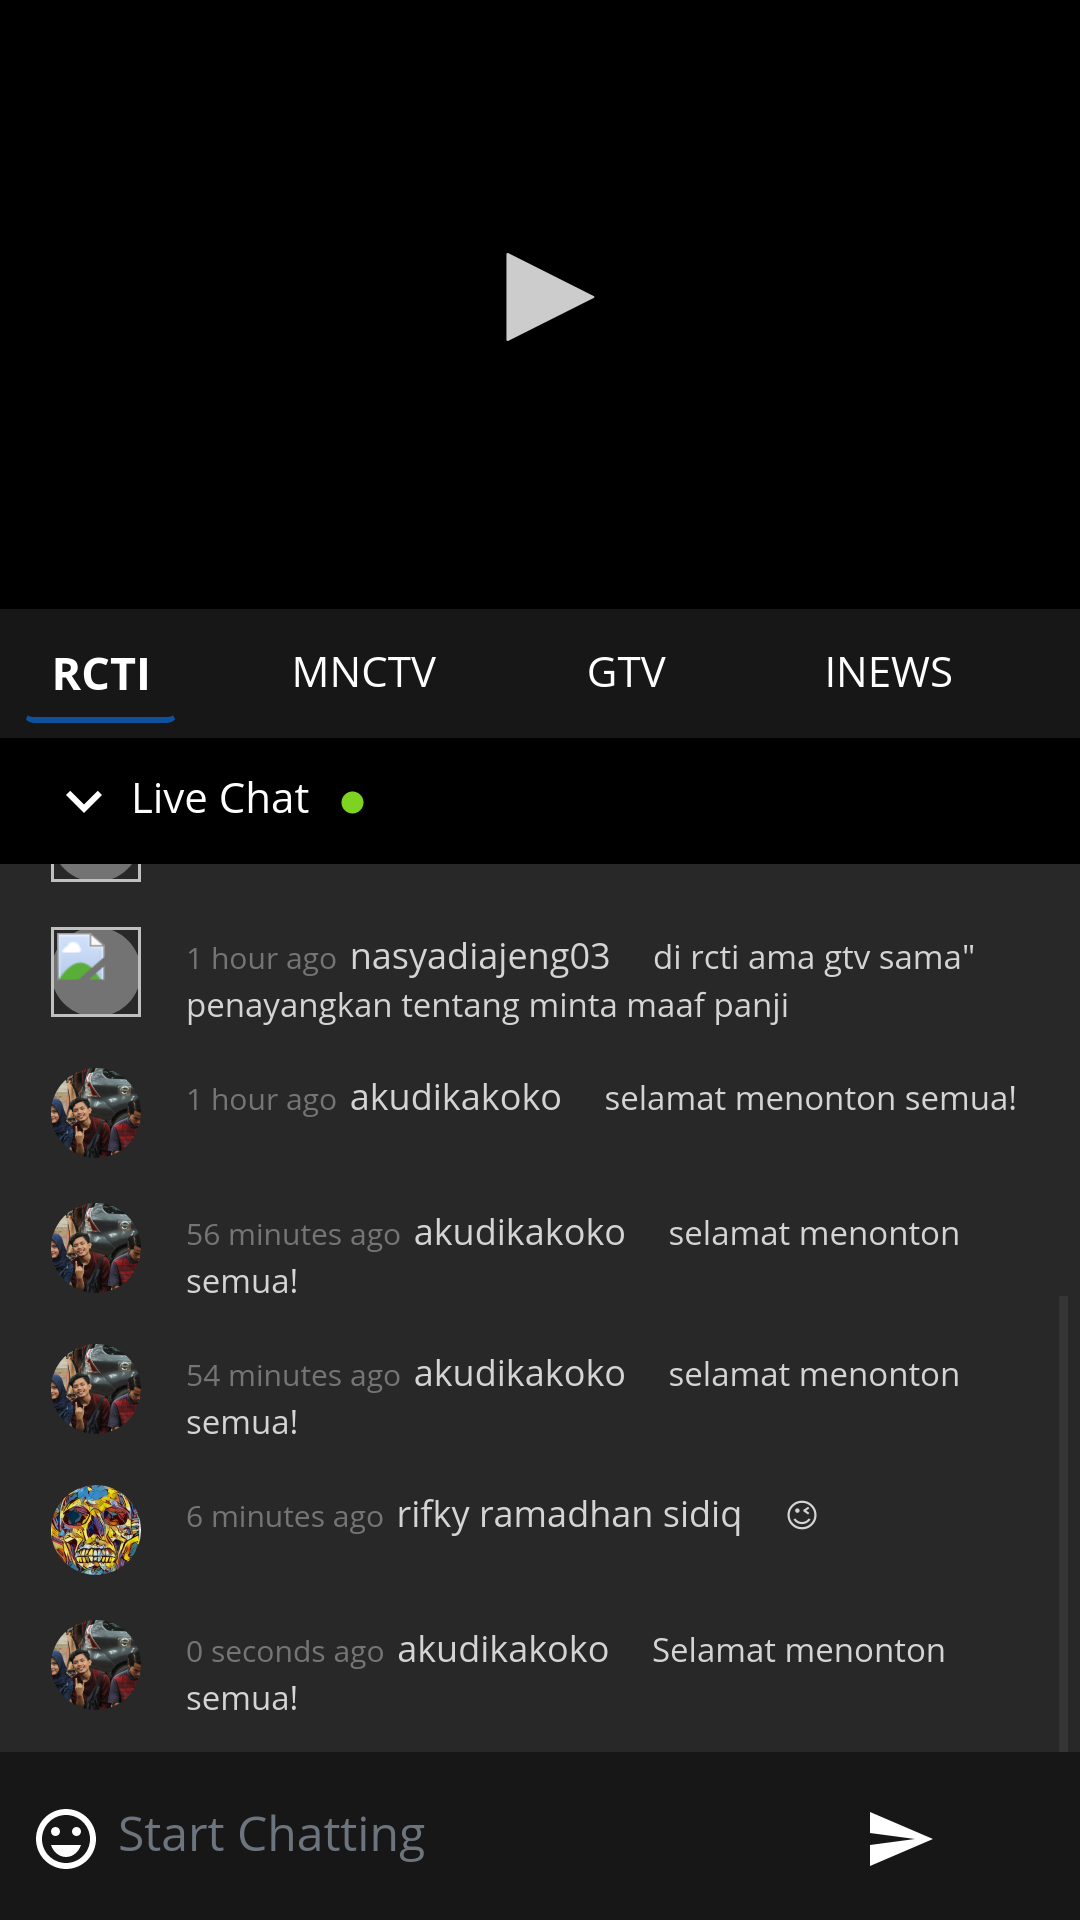 RCTI MNCTV GTV INEWS
Live Chat
1 hour ago nasyadiajeng03 di rcti ama gtv sama"
penayangkan tentang minta maaf panji
1 hour ago akudikakoko selamat menonton semua!
56 minutes ago akudikakoko selamat menonton
semua!
54 minutes ago akudikakoko selamat menonton
semua!
6 minutes ago rifky ramadhan sidiq 😉
0 seconds ago akudikakoko Selamat menonton
semua!
Start Chatting